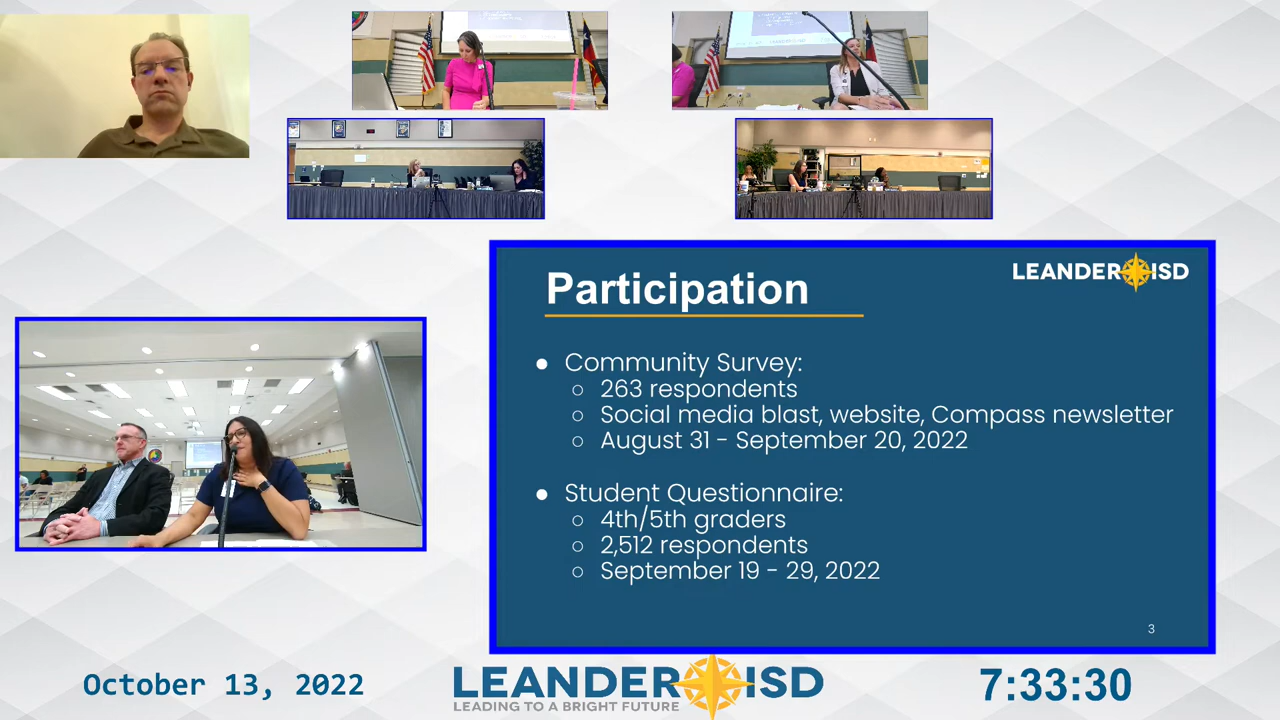 LEANDER ISD
Participation
● Community Survey:
○ 263 respondents
○ Social media blast, website, Compass newsletter
○ August 31 - September 20, 2022
● Student Questionnaire:
○ 4th/5th graders
○ 2,512 respondents
○ September 19 - 29, 2022
3
October 13, 2022
LEANDER ISD
LEADING TO A BRIGHT FUTURE
7:33:30